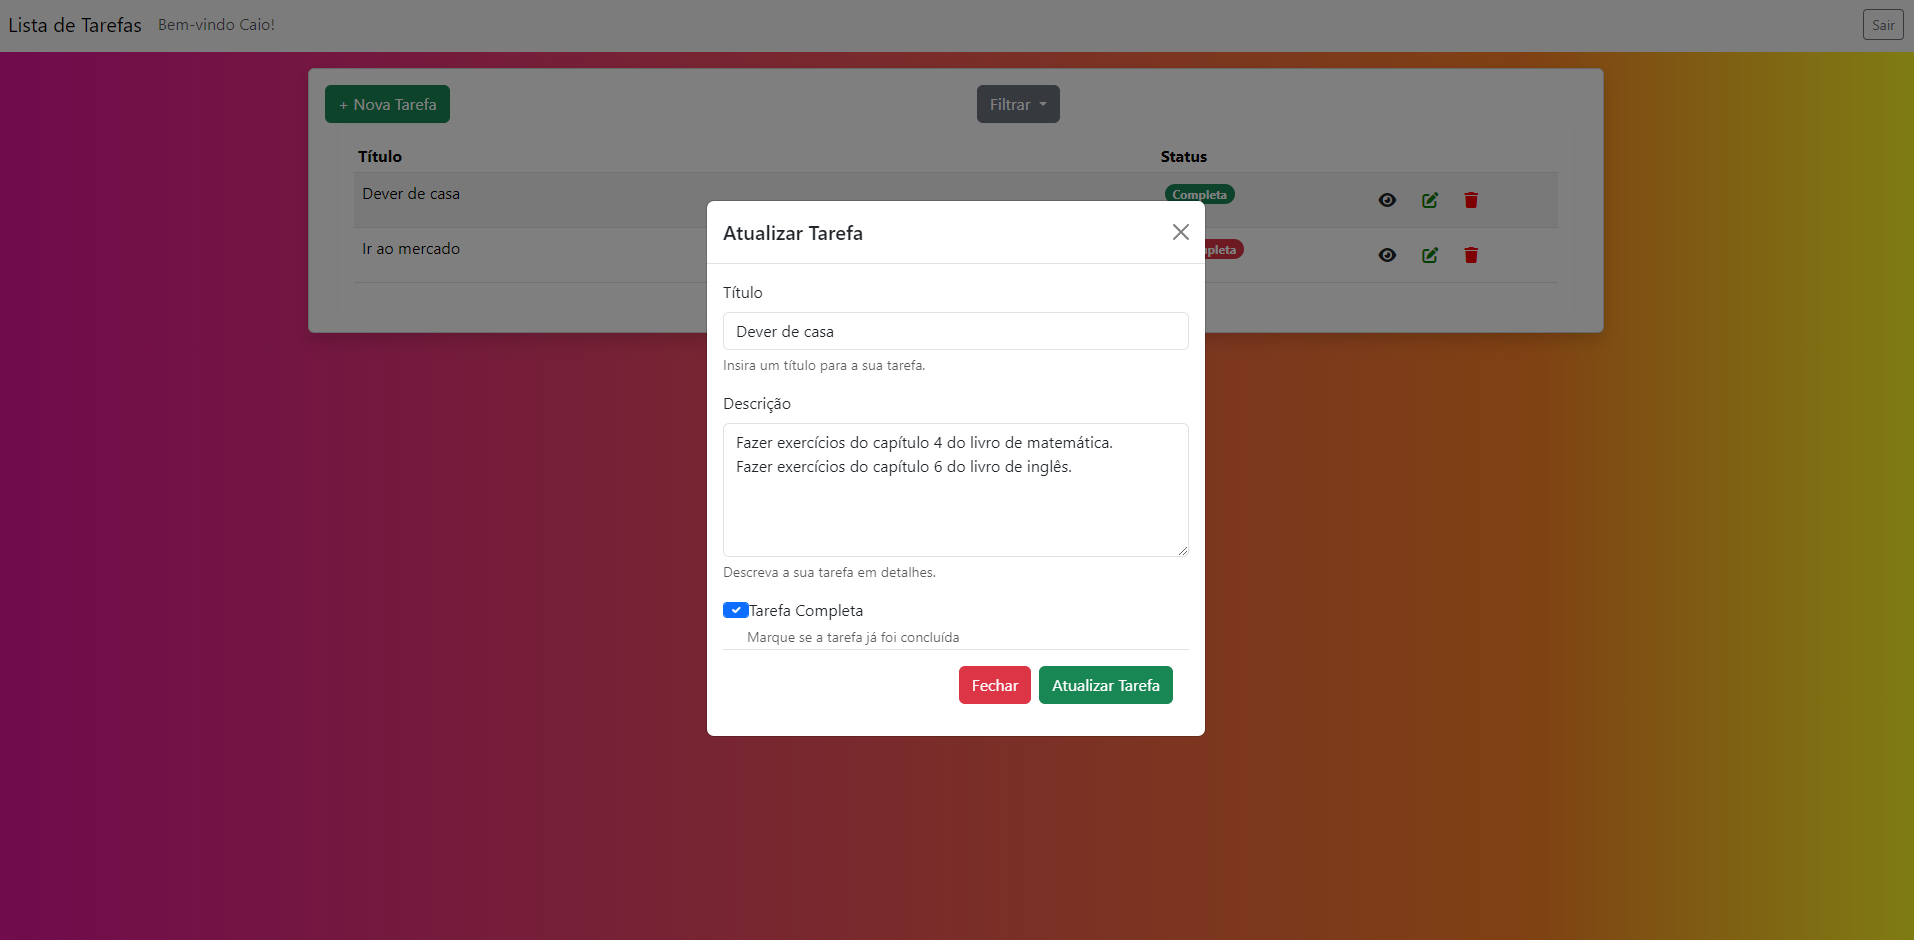 Lista de Tarefas Bem-vindo Caio! Sair
+ Nova Tarefa Filtrar
Título Status
Dever de casa Completa
Ir ao mercado
Atualizar Tarefa
Título
Dever de casa
Insira um título para a sua tarefa.
Descrição
Fazer exercícios do capítulo 4 do livro de matemática.
Fazer exercícios do capítulo 6 do livro de inglês.
Descreva a sua tarefa em detalhes.
Tarefa Completa
Marque se a tarefa já foi concluída
Fechar Atualizar Tarefa